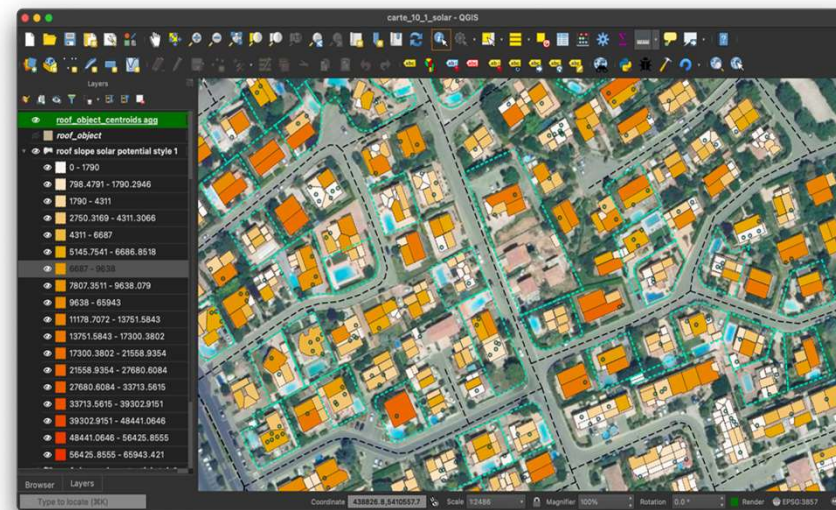 carte_10_1_solar - QGIS
Layers
roof_object_centroids agg
roof_object
roof slope solar potential style 1
0 - 1790
798.4791 - 1790.2946
1790 - 4311
2750.3169 - 4311.3066
4311 - 6687
5145.7541 - 6686.8518
6687 - 9638
7807.3511 - 9638.079
9638 - 65943
11178.7072 - 13751.5843
13751.5843 - 17300.3802
17300.3802 - 21558.9354
21558.9354 - 27680.6084
27680.6084 - 33713.5615
33713.5615 - 39302.9151
39302.9151 - 48441.0646
48441.0646 - 56425.8555
56425.8555 - 65943.421
Browser Layers
Type to locate (⌘K) Coordinate 438826.8,5410557.7 Scale 1:2486 Magnifier 100% Rotation 0.0 ° Render EPSG:3857